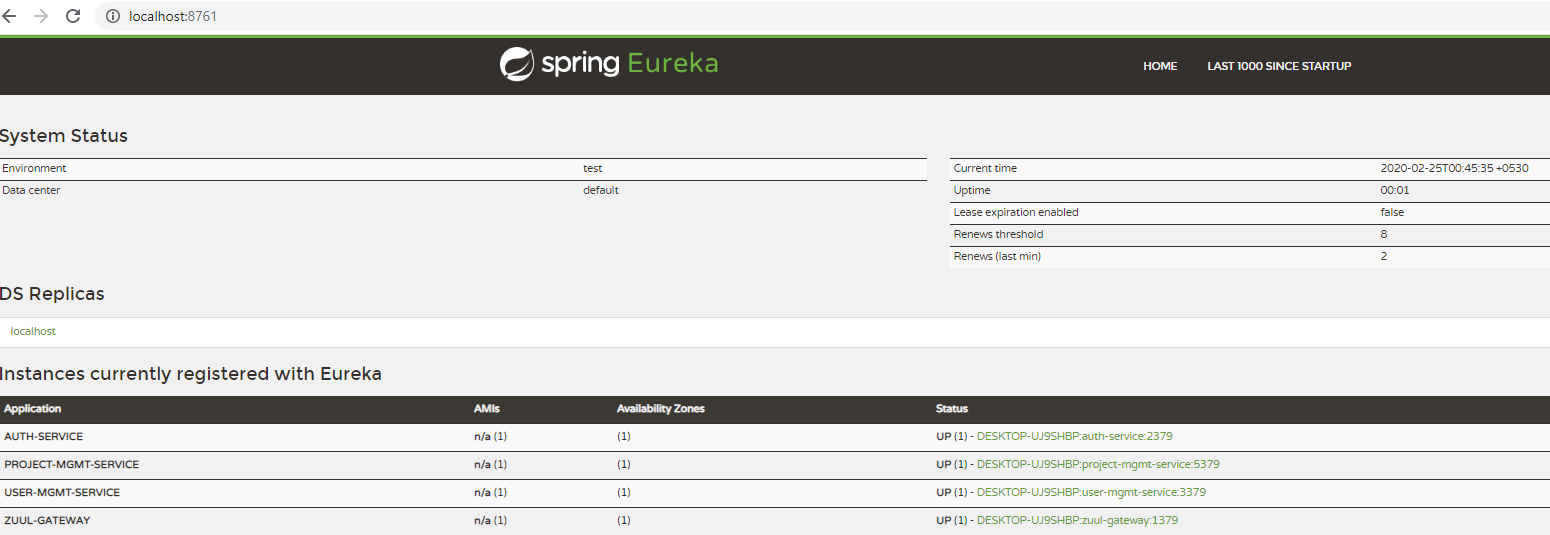 localhost:8761
spring Eureka
HOME LAST 1000 SINCE STARTUP
System Status
Environment test
Data center default
Current time 2020-02-25T00:45:35 +0530
Uptime 00:01
Lease expiration enabled false
Renews threshold 8
Renews (last min) 2
DS Replicas
localhost
Instances currently registered with Eureka
Application AMIs Availability Zones Status
AUTH-SERVICE n/a (1) (1) UP (1) - DESKTOP-UJ9SHBP:auth-service:2379
PROJECT-MGMT-SERVICE n/a (1) (1) UP (1) - DESKTOP-UJ9SHBP:project-mgmt-service:5379
USER-MGMT-SERVICE n/a (1) (1) UP (1) - DESKTOP-UJ9SHBP:user-mgmt-service:3379
ZUUL-GATEWAY n/a (1) (1) UP (1) - DESKTOP-UJ9SHBP:zuul-gateway:1379